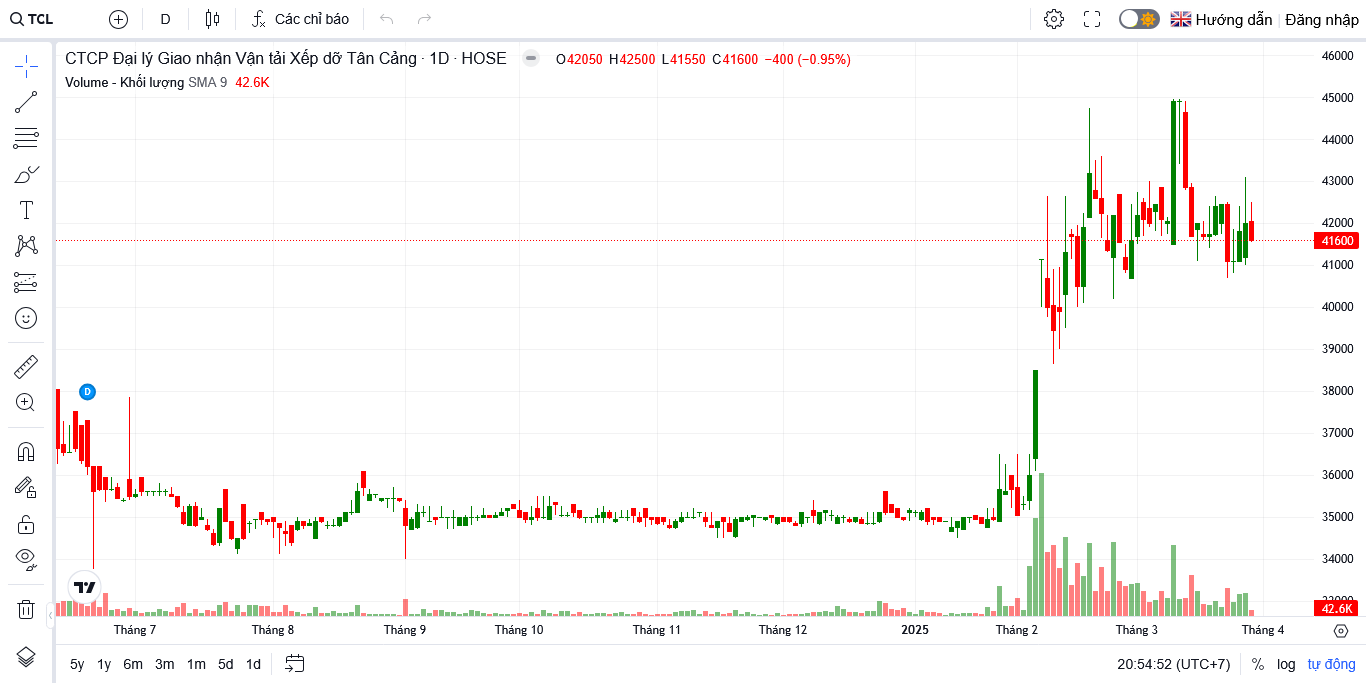 TCL D Các chỉ báo Hướng dẫn Đăng nhập
CTCP Đại lý Giao nhận Vận tải Xếp dỡ Tân Cảng · 1D · HOSE O42050 H42500 L41550 C41600 −400 (−0.95%)
Volume - Khối lượng SMA 9 42.6K
46000
45000
44000
43000
42000
41600
41000
40000
39000
38000
D
37000
36000
35000
34000
42.6K
Tháng 7 Tháng 8 Tháng 9 Tháng 10 Tháng 11 Tháng 12 2025 Tháng 2 Tháng 3 Tháng 4
5y 1y 6m 3m 1m 5d 1d 20:54:52 (UTC+7) % log tự động